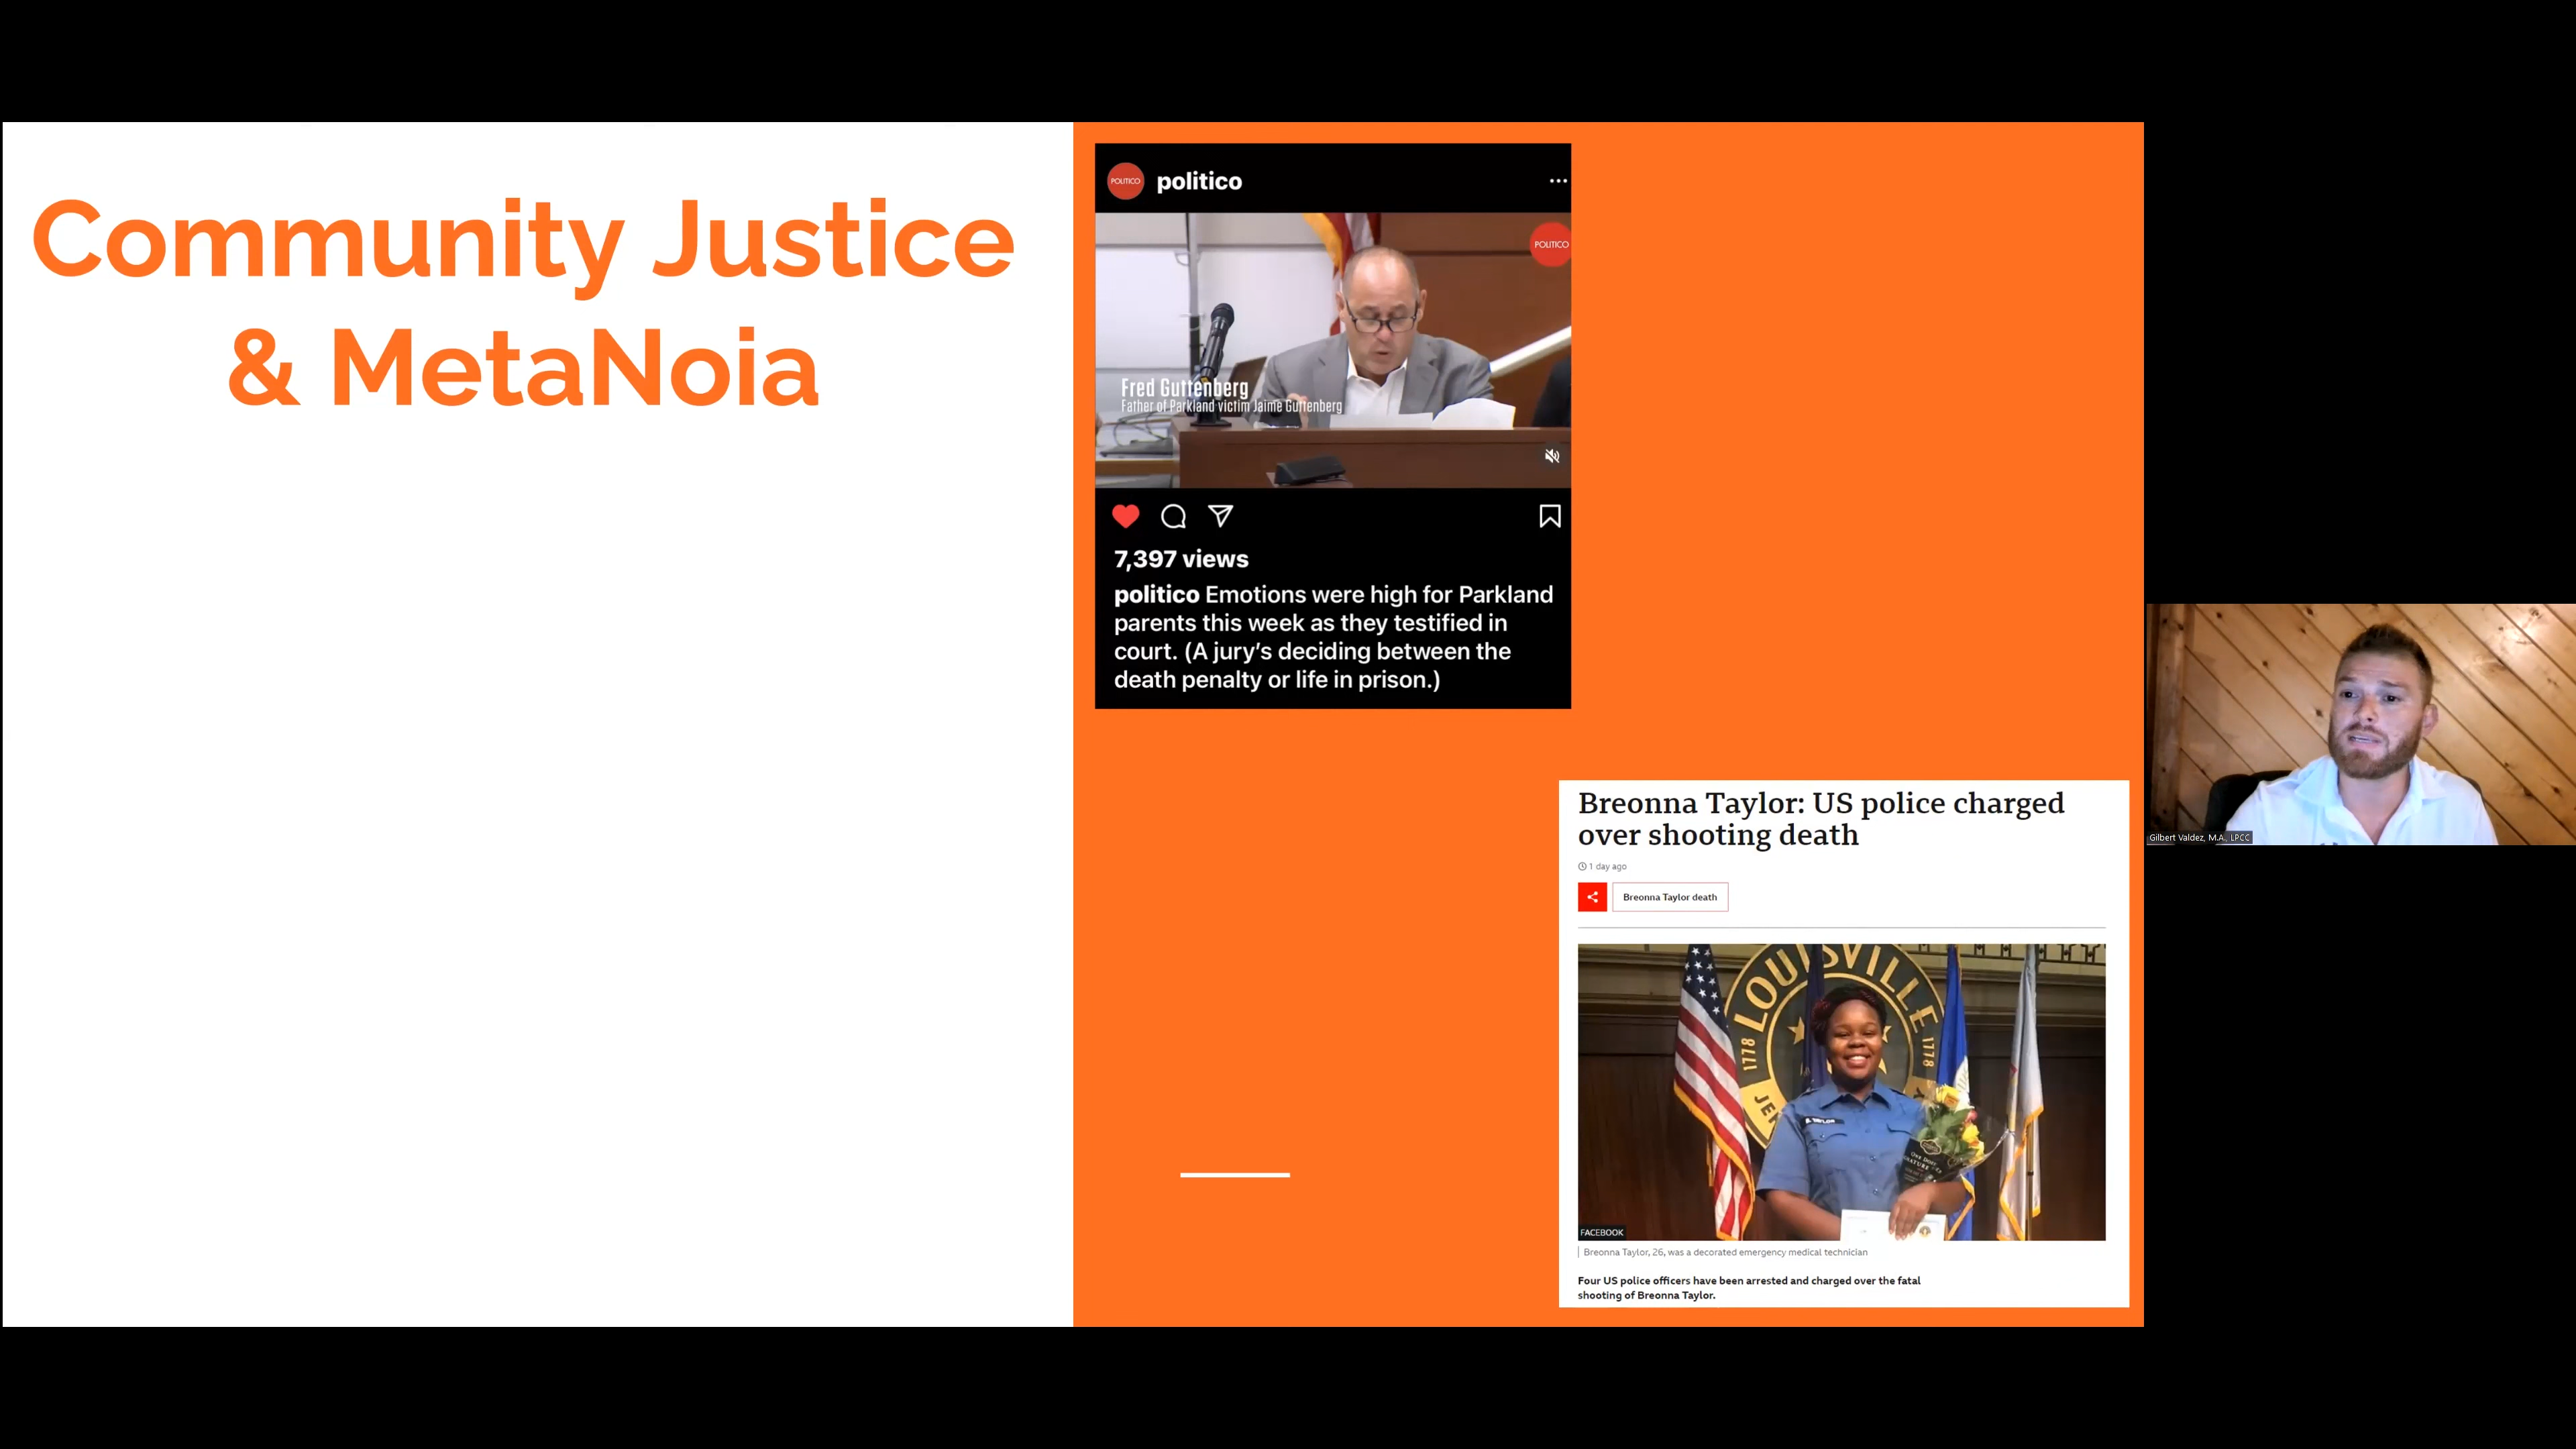 Community Justice
& MetaNoia
POLITICO
politico
POLITICO
Fred Guttenberg
Father of Parkland victim Jaime Guttenberg
7,397 views
politico Emotions were high for Parkland
parents this week as they testified in
court. (A jury's deciding between the
death penalty or life in prison.)
Breonna Taylor: US police charged
over shooting death
1 day ago
Breonna Taylor death
LOUISVILLE
1778
1778
JEF
FACEBOOK
Breonna Taylor, 26, was a decorated emergency medical technician
Four US police officers have been arrested and charged over the fatal
shooting of Breonna Taylor.
Gilbert Valdez, M.A., LPCC